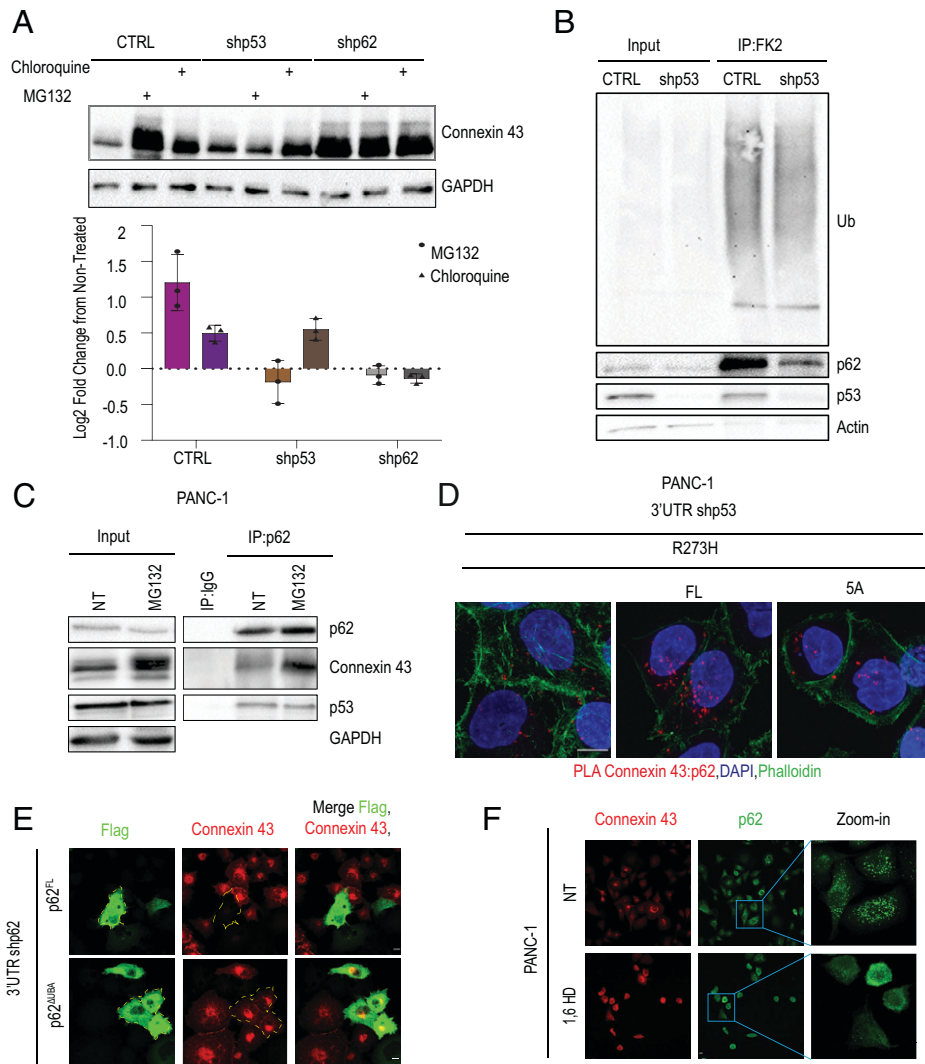 A
CTRL shp53 shp62
Chloroquine + + +
MG132 + + +
Connexin 43
GAPDH
Log2 Fold Change from Non-Treated
2
1.5
1.0
0.5
0.0
-0.5
-1.0
MG132
Chloroquine
CTRL shp53 shp62
B
Input IP:FK2
CTRL shp53 CTRL shp53
Ub
p62
p53
Actin
C
PANC-1
Input IP:p62
NT MG132 IP:IgG NT MG132
p62
Connexin 43
p53
GAPDH
D
PANC-1
3'UTR shp53
R273H
FL 5A
PLA Connexin 43:p62,DAPI,Phalloidin
E
Flag Connexin 43 Merge Flag,
Connexin 43,
3'UTR shp62
p62FL
p62ΔUBA
F
Connexin 43 p62 Zoom-in
PANC-1
NT
1,6 HD